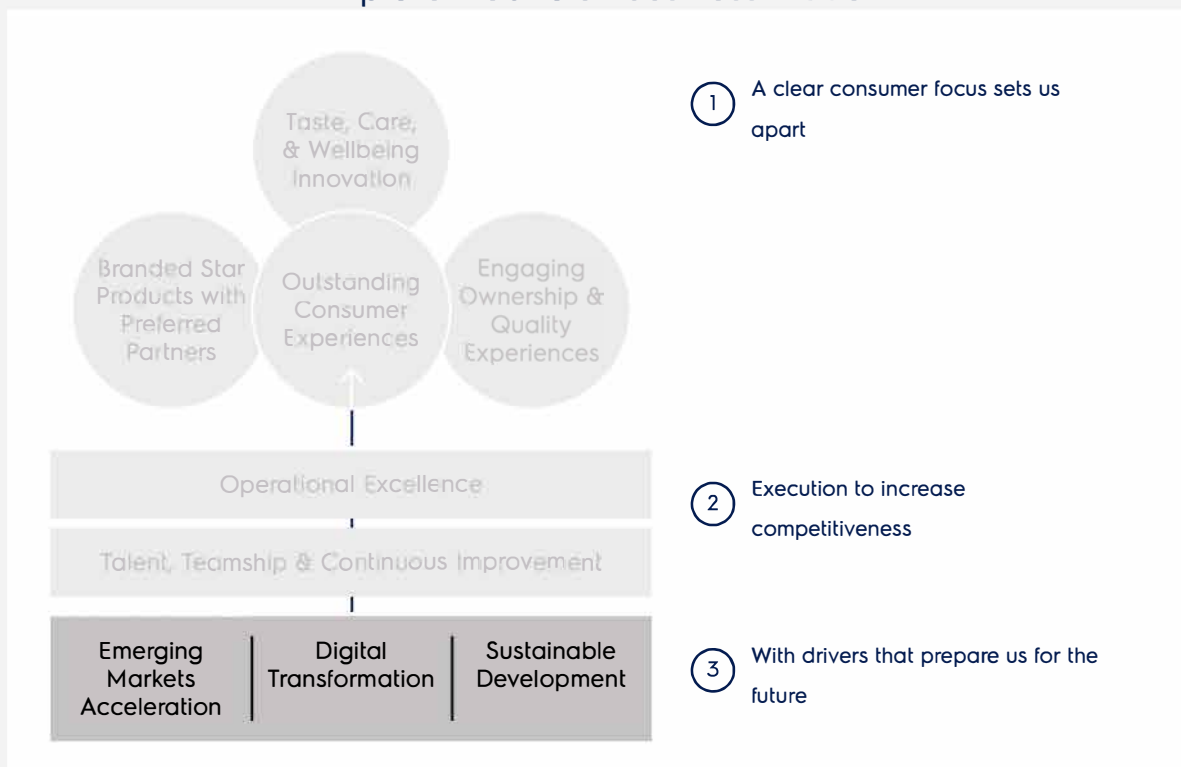 Taste, Care,
& Wellbeing
Innovation
Branded Star
Products with
Preferred
Partners
Outstanding
Consumer
Experiences
Engaging
Ownership &
Quality
Experiences
1
A clear consumer focus sets us
apart
Operational Excellence
Talent, Teamship & Continuous Improvement
2
Execution to increase
competitiveness
Emerging
Markets
Acceleration
Digital
Transformation
Sustainable
Development
3
With drivers that prepare us for the
future